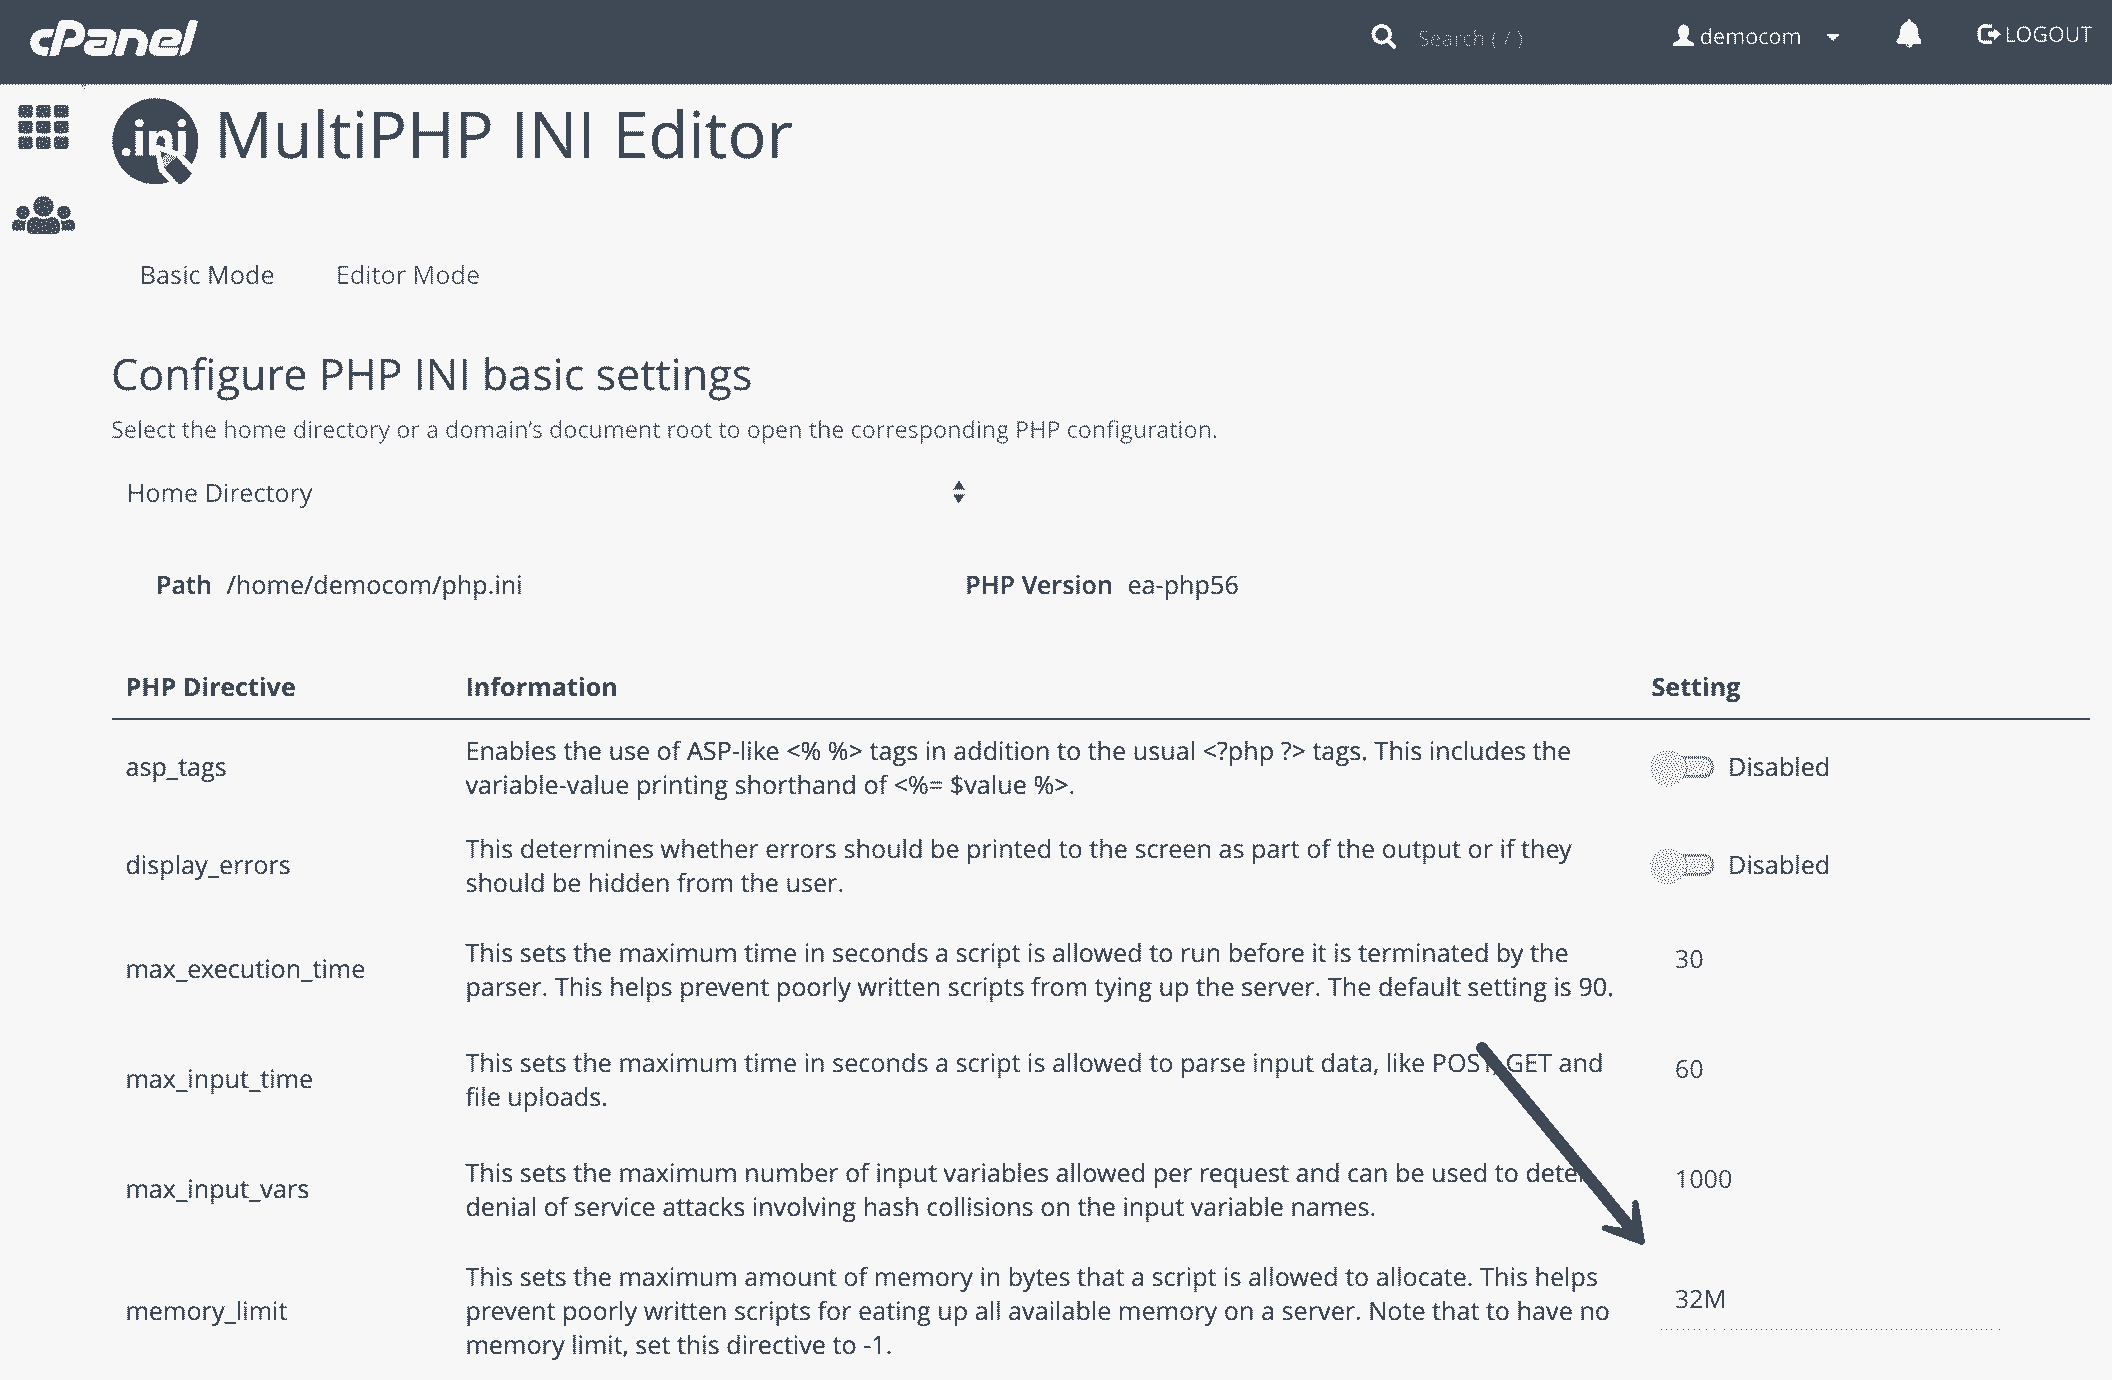 cPanel
Search ( / )
democom
LOGOUT
.ini
MultiPHP INI Editor
Basic Mode Editor Mode
Configure PHP INI basic settings
Select the home directory or a domain's document root to open the corresponding PHP configuration.
Home Directory
Path /home/democom/php.ini PHP Version ea-php56
PHP Directive Information Setting
asp_tags
Enables the use of ASP-like <% %> tags in addition to the usual <?php ?> tags. This includes the
variable-value printing shorthand of <%= $value %>.
Disabled
display_errors
This determines whether errors should be printed to the screen as part of the output or if they
should be hidden from the user.
Disabled
max_execution_time
This sets the maximum time in seconds a script is allowed to run before it is terminated by the
parser. This helps prevent poorly written scripts from tying up the server. The default setting is 90.
30
max_input_time
This sets the maximum time in seconds a script is allowed to parse input data, like POST, GET and
file uploads.
60
max_input_vars
This sets the maximum number of input variables allowed per request and can be used to deter
denial of service attacks involving hash collisions on the input variable names.
1000
memory_limit
This sets the maximum amount of memory in bytes that a script is allowed to allocate. This helps
prevent poorly written scripts for eating up all available memory on a server. Note that to have no
memory limit, set this directive to -1.
32M